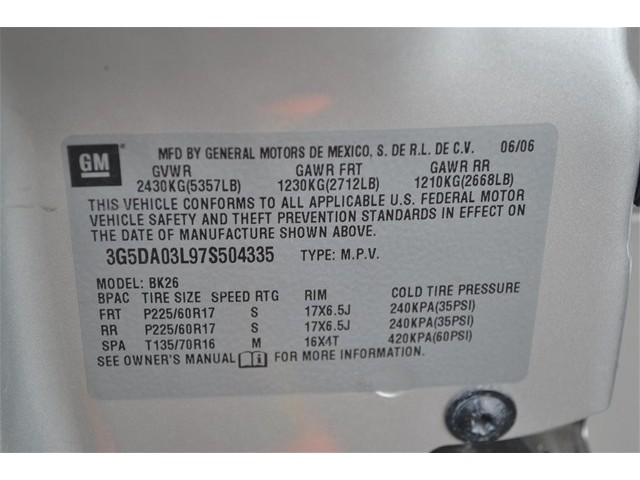 GM MFD BY GENERAL MOTORS DE MEXICO, S. DE R.L. DE C.V. 06/06
GVWR GAWR FRT GAWR RR
2430KG(5357LB) 1230KG(2712LB) 1210KG(2668LB)
THIS VEHICLE CONFORMS TO ALL APPLICABLE U.S. FEDERAL MOTOR
VEHICLE SAFETY AND THEFT PREVENTION STANDARDS IN EFFECT ON
THE DATE OF MANUFACTURE SHOWN ABOVE.
3G5DA03L97S504335 TYPE: M.P.V.
MODEL: BK26
BPAC TIRE SIZE SPEED RTG RIM COLD TIRE PRESSURE
FRT P225/60R17 S 17X6.5J 240KPA(35PSI)
RR P225/60R17 S 17X6.5J 240KPA(35PSI)
SPA T135/70R16 M 16X4T 420KPA(60PSI)
SEE OWNER'S MANUAL FOR MORE INFORMATION.